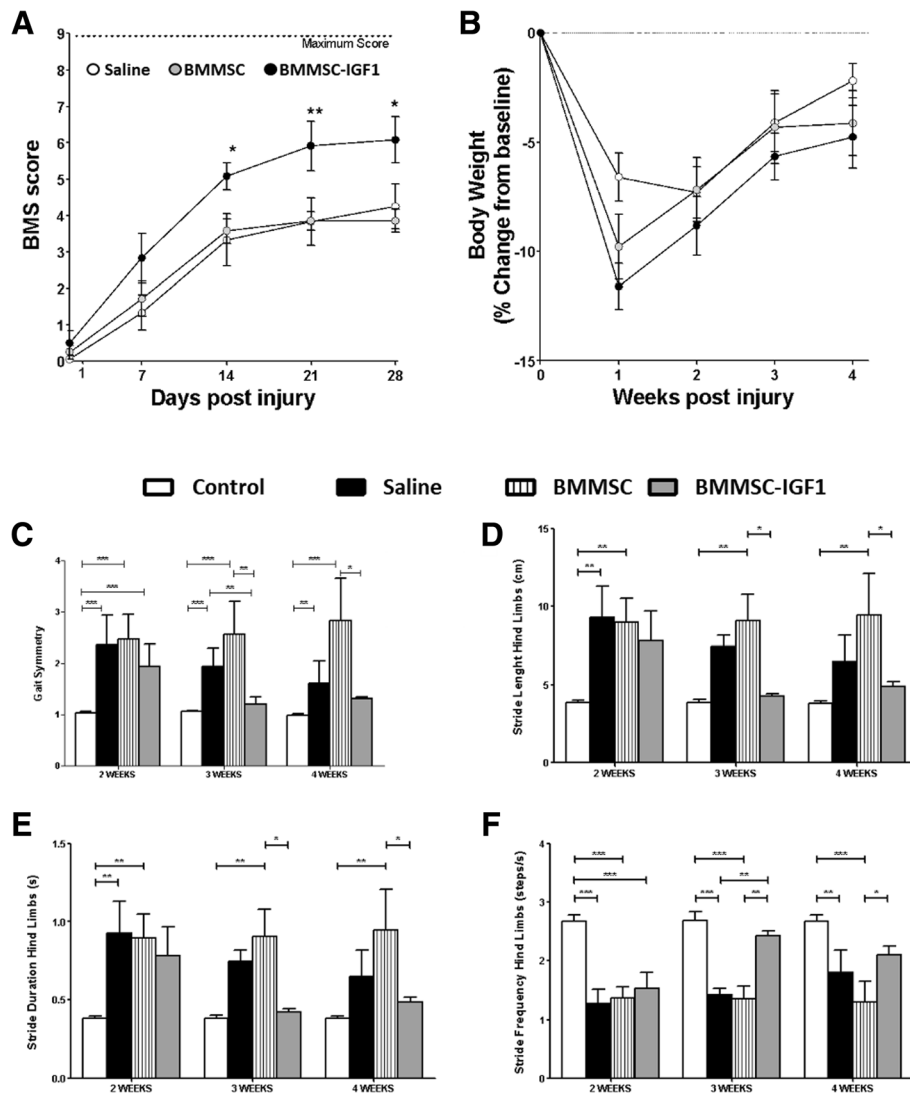 A
9
8
7
6
5
4
3
2
1
0
BMS score
Maximum Score
Saline BMMSC BMMSC-IGF1
*
**
*
1 7 14 21 28
Days post injury
B
0
-5
-10
-15
Body Weight
(% Change from baseline)
0 1 2 3 4
Weeks post injury
Control Saline BMMSC BMMSC-IGF1
C
4
3
2
1
0
Gait Symmetry
*** *** ***
*** ** *
*** *** ** **
2 WEEKS 3 WEEKS 4 WEEKS
D
15
10
5
0
Stride Lenght Hind Limbs (cm)
* *
** ** **
**
2 WEEKS 3 WEEKS 4 WEEKS
E
1.5
1.0
0.5
0.0
Stride Duration Hind Limbs (s)
* *
** ** **
**
2 WEEKS 3 WEEKS 4 WEEKS
F
4
3
2
1
0
Stride Frequency Hind Limbs (steps/s)
*** *** ***
*** **
*** *** ** ** *
2 WEEKS 3 WEEKS 4 WEEKS